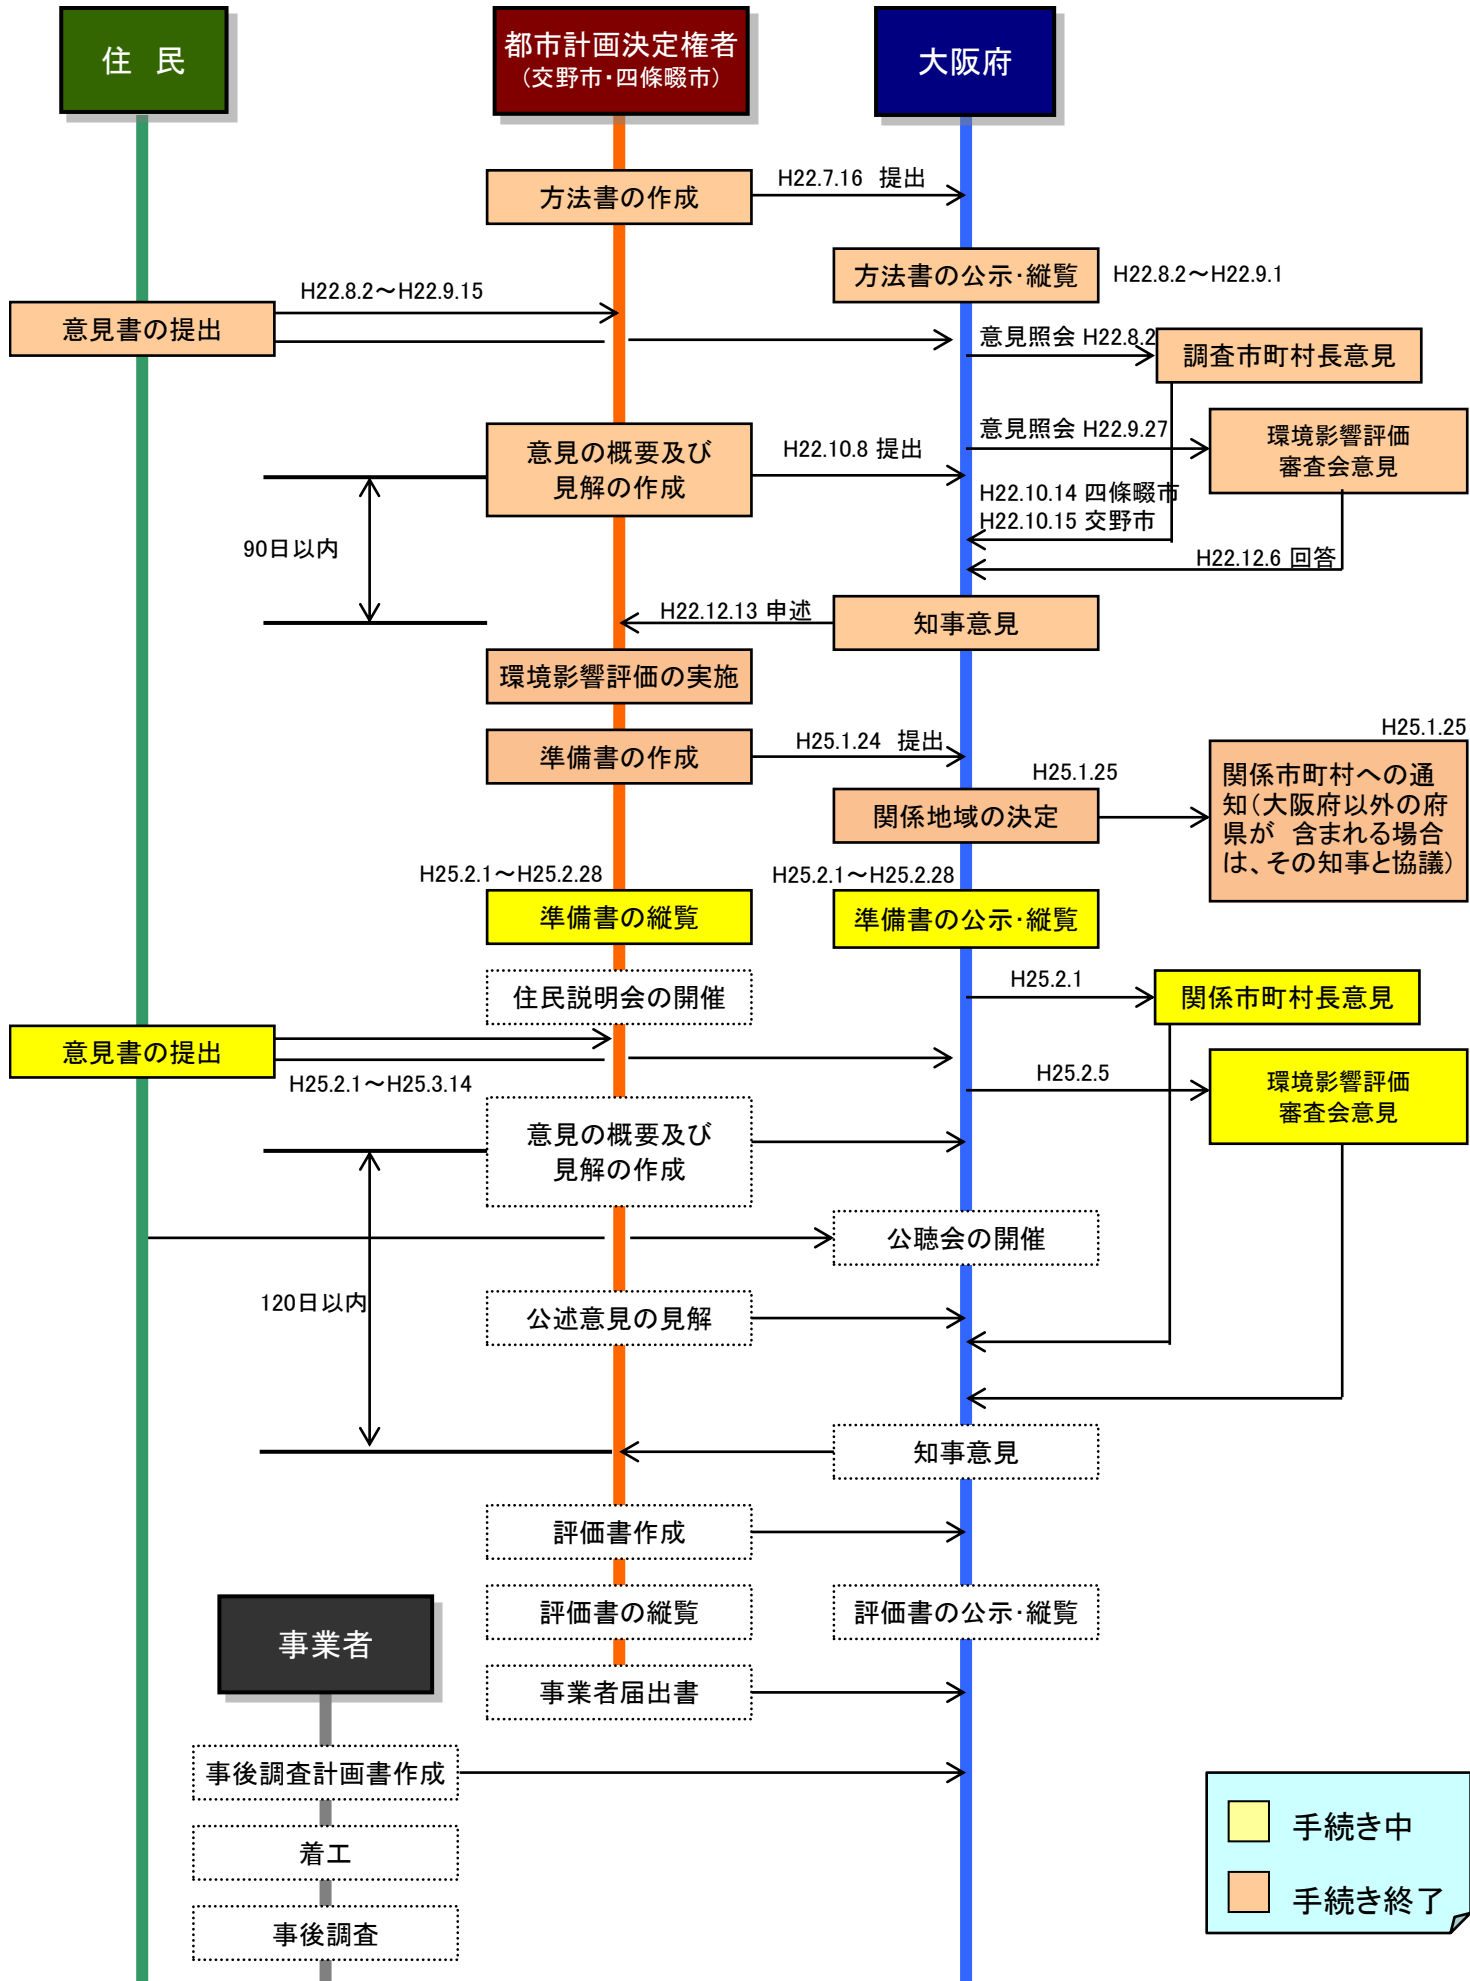 住 民
都市計画決定権者
（交野市・四條畷市）
大阪府
方法書の作成
H22.7.16 提出
方法書の公示・縦覧
H22.8.2～H22.9.1
H22.8.2～H22.9.15
意見書の提出
意見照会 H22.8.2
調査市町村長意見
意見の概要及び
見解の作成
H22.10.8 提出
意見照会 H22.9.27
環境影響評価
審査会意見
H22.10.14 四條畷市
H22.10.15 交野市
90日以内
H22.12.6 回答
H22.12.13 申述
知事意見
環境影響評価の実施
準備書の作成
H25.1.24 提出
H25.1.25
H25.1.25
関係地域の決定
関係市町村への通
知（大阪府以外の府
県が 含まれる場合
は、その知事と協議）
H25.2.1～H25.2.28
H25.2.1～H25.2.28
準備書の縦覧
準備書の公示・縦覧
住民説明会の開催
H25.2.1
関係市町村長意見
意見書の提出
H25.2.1～H25.3.14
H25.2.5
環境影響評価
審査会意見
意見の概要及び
見解の作成
公聴会の開催
120日以内
公述意見の見解
知事意見
評価書作成
評価書の縦覧
評価書の公示・縦覧
事業者
事業者届出書
事後調査計画書作成
着工
事後調査
手続き中
手続き終了